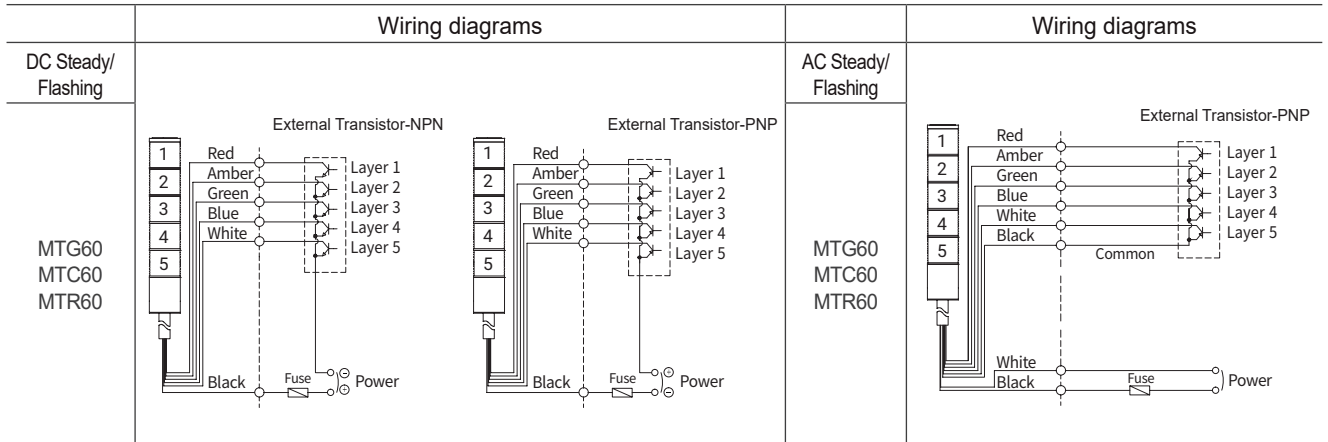 Wiring diagrams
Wiring diagrams
DC Steady/
Flashing
AC Steady/
Flashing
MTG60
MTC60
MTR60
External Transistor-NPN
1
2
3
4
5
Red
Amber
Green
Blue
White
Layer 1
Layer 2
Layer 3
Layer 4
Layer 5
Black
Fuse
⊖
⊕
Power
External Transistor-PNP
1
2
3
4
5
Red
Amber
Green
Blue
White
Layer 1
Layer 2
Layer 3
Layer 4
Layer 5
Black
Fuse
⊕
⊖
Power
MTG60
MTC60
MTR60
External Transistor-PNP
1
2
3
4
5
Red
Amber
Green
Blue
White
Black
Common
Layer 1
Layer 2
Layer 3
Layer 4
Layer 5
White
Black
Fuse
Power